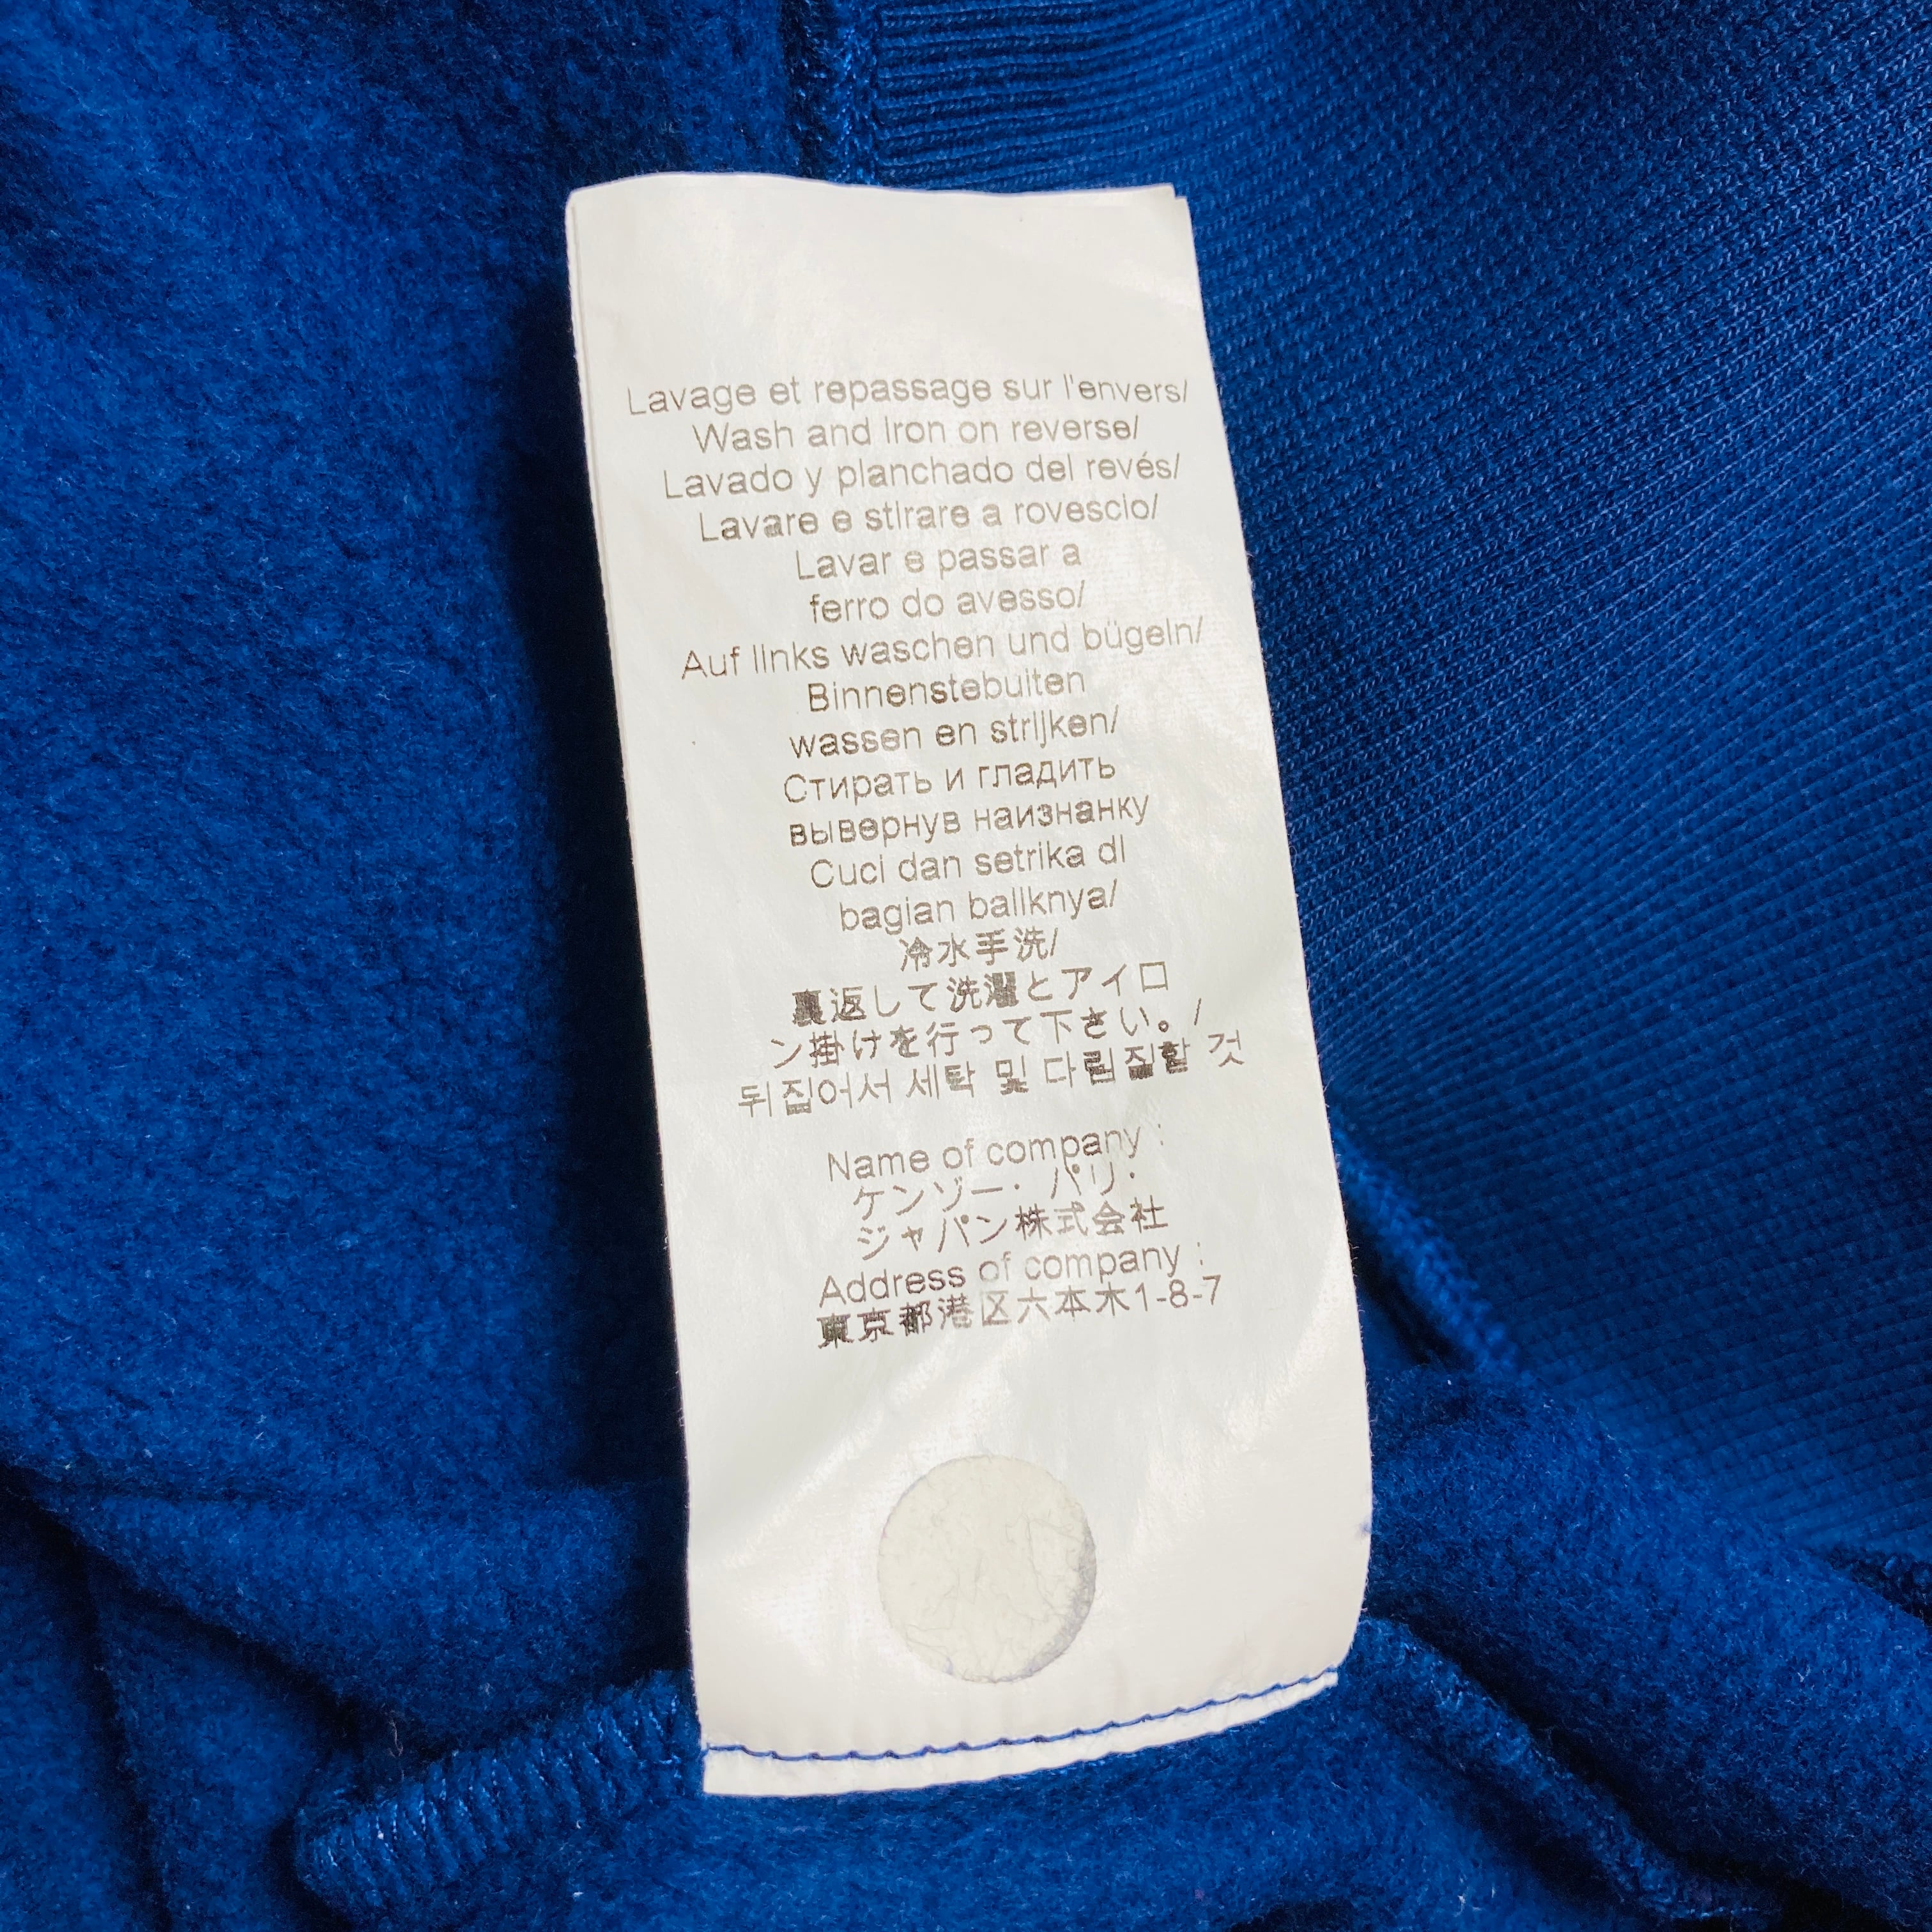 Lavage et repassage sur l'envers/
Wash and Iron on reverse/
Lavado y planchado del revés/
Lavare e stirare a rovescio/
Lavar e passar a
ferro do avesso/
Auf links waschen und bügeln/
Binnenstebuiten
wassen en strijken/
Стирать и гладить
вывернув наизнанку
Cuci dan setrika di
bagian baliknya/
冷水手洗/
裏返して洗濯とアイロ
ン掛けを行って下さい。/
뒤집어서 세탁 및 다림질할 것
Name of company :
ケンゾー・パリ・
ジャパン株式会社
Address of company :
東京都港区六本木1-8-7